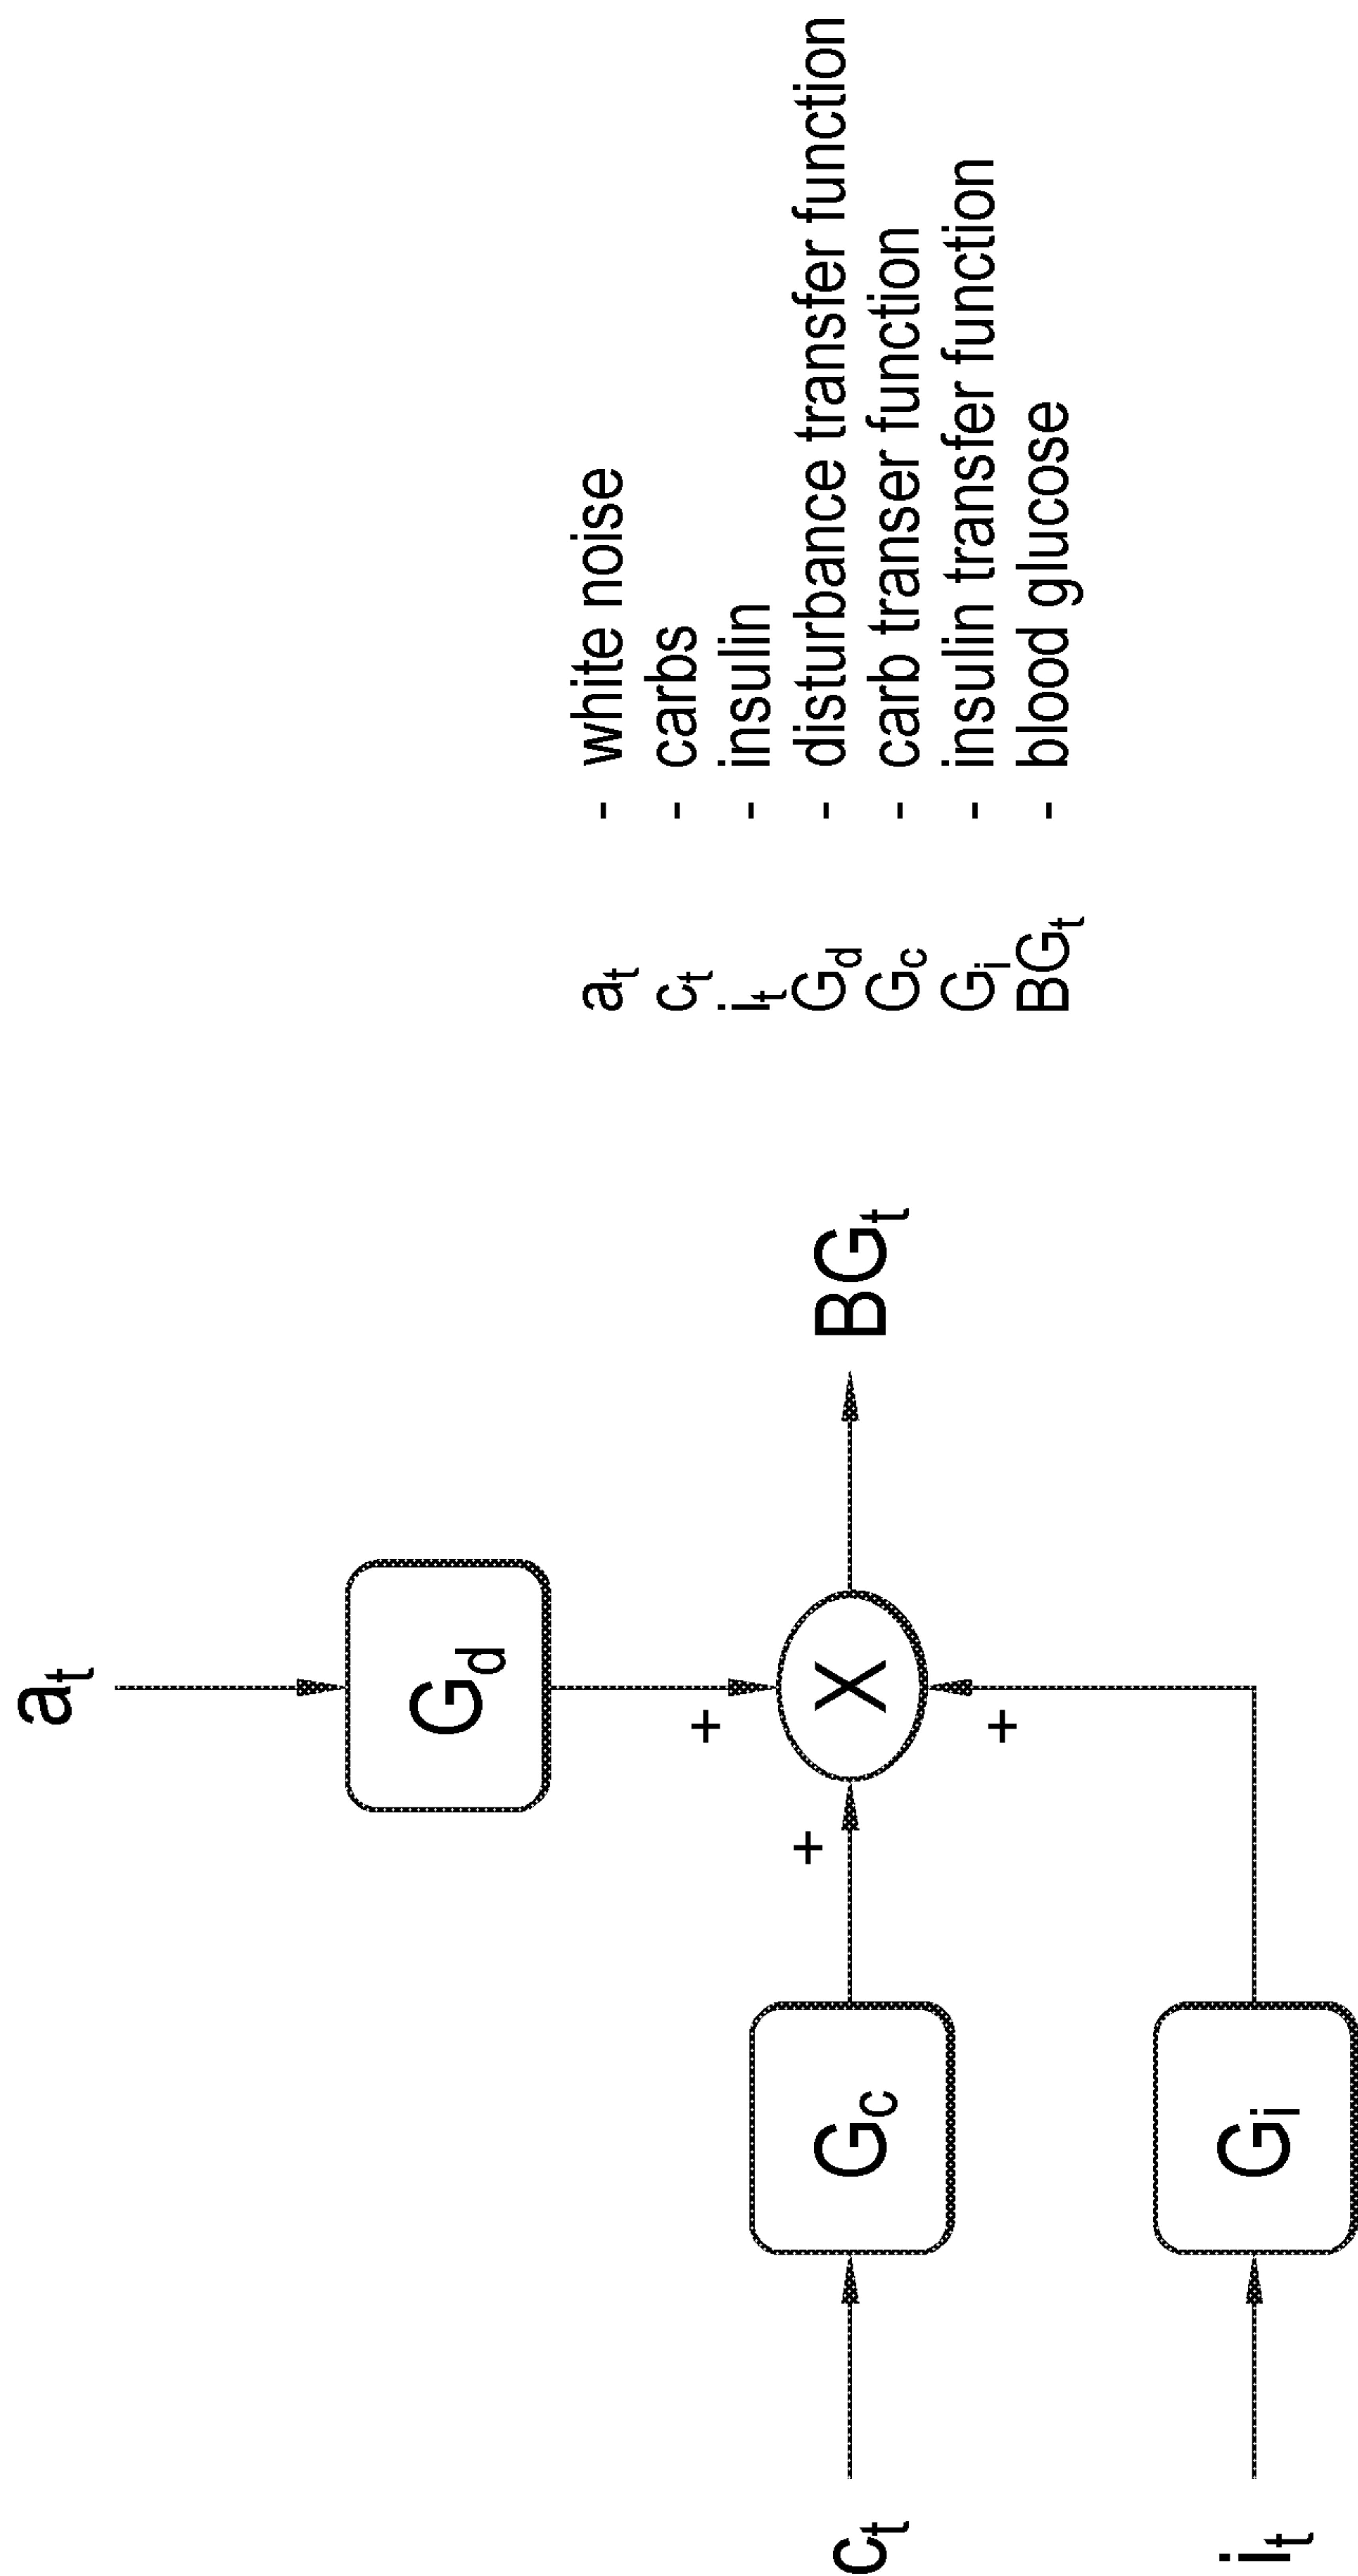 a_t
G_d
+
c_t
G_c
+
X
BG_t
+
i_t
G_i
a_t - white noise
c_t - carbs
i_t - insulin
G_d - disturbance transfer function
G_c - carb transer function
G_i - insulin transfer function
BG_t - blood glucose